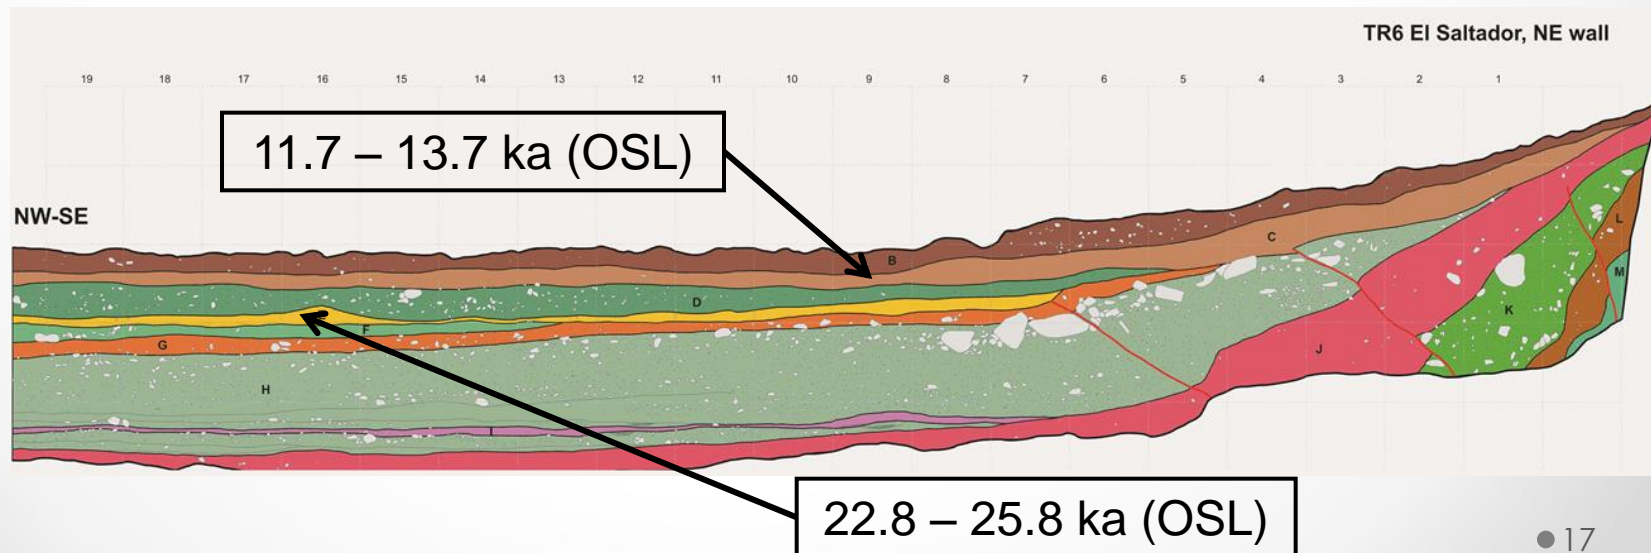 TR6 El Saltador, NE wall
19 18 17 16 15 14 13 12 11 10 9 8 7 6 5 4 3 2 1
11.7 – 13.7 ka (OSL)
NW-SE
B
C
D
F
G
H
I
J
K
L
M
22.8 – 25.8 ka (OSL)
17